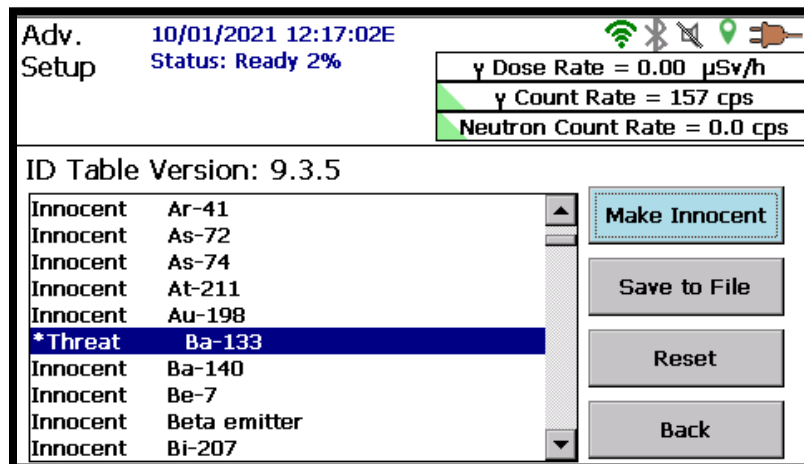 Adv. Setup
10/01/2021 12:17:02E
Status: Ready 2%
γ Dose Rate = 0.00 µSv/h
γ Count Rate = 157 cps
Neutron Count Rate = 0.0 cps
ID Table Version: 9.3.5
Innocent Ar-41
Innocent As-72
Innocent As-74
Innocent At-211
Innocent Au-198
*Threat Ba-133
Innocent Ba-140
Innocent Be-7
Innocent Beta emitter
Innocent Bi-207
Make Innocent
Save to File
Reset
Back